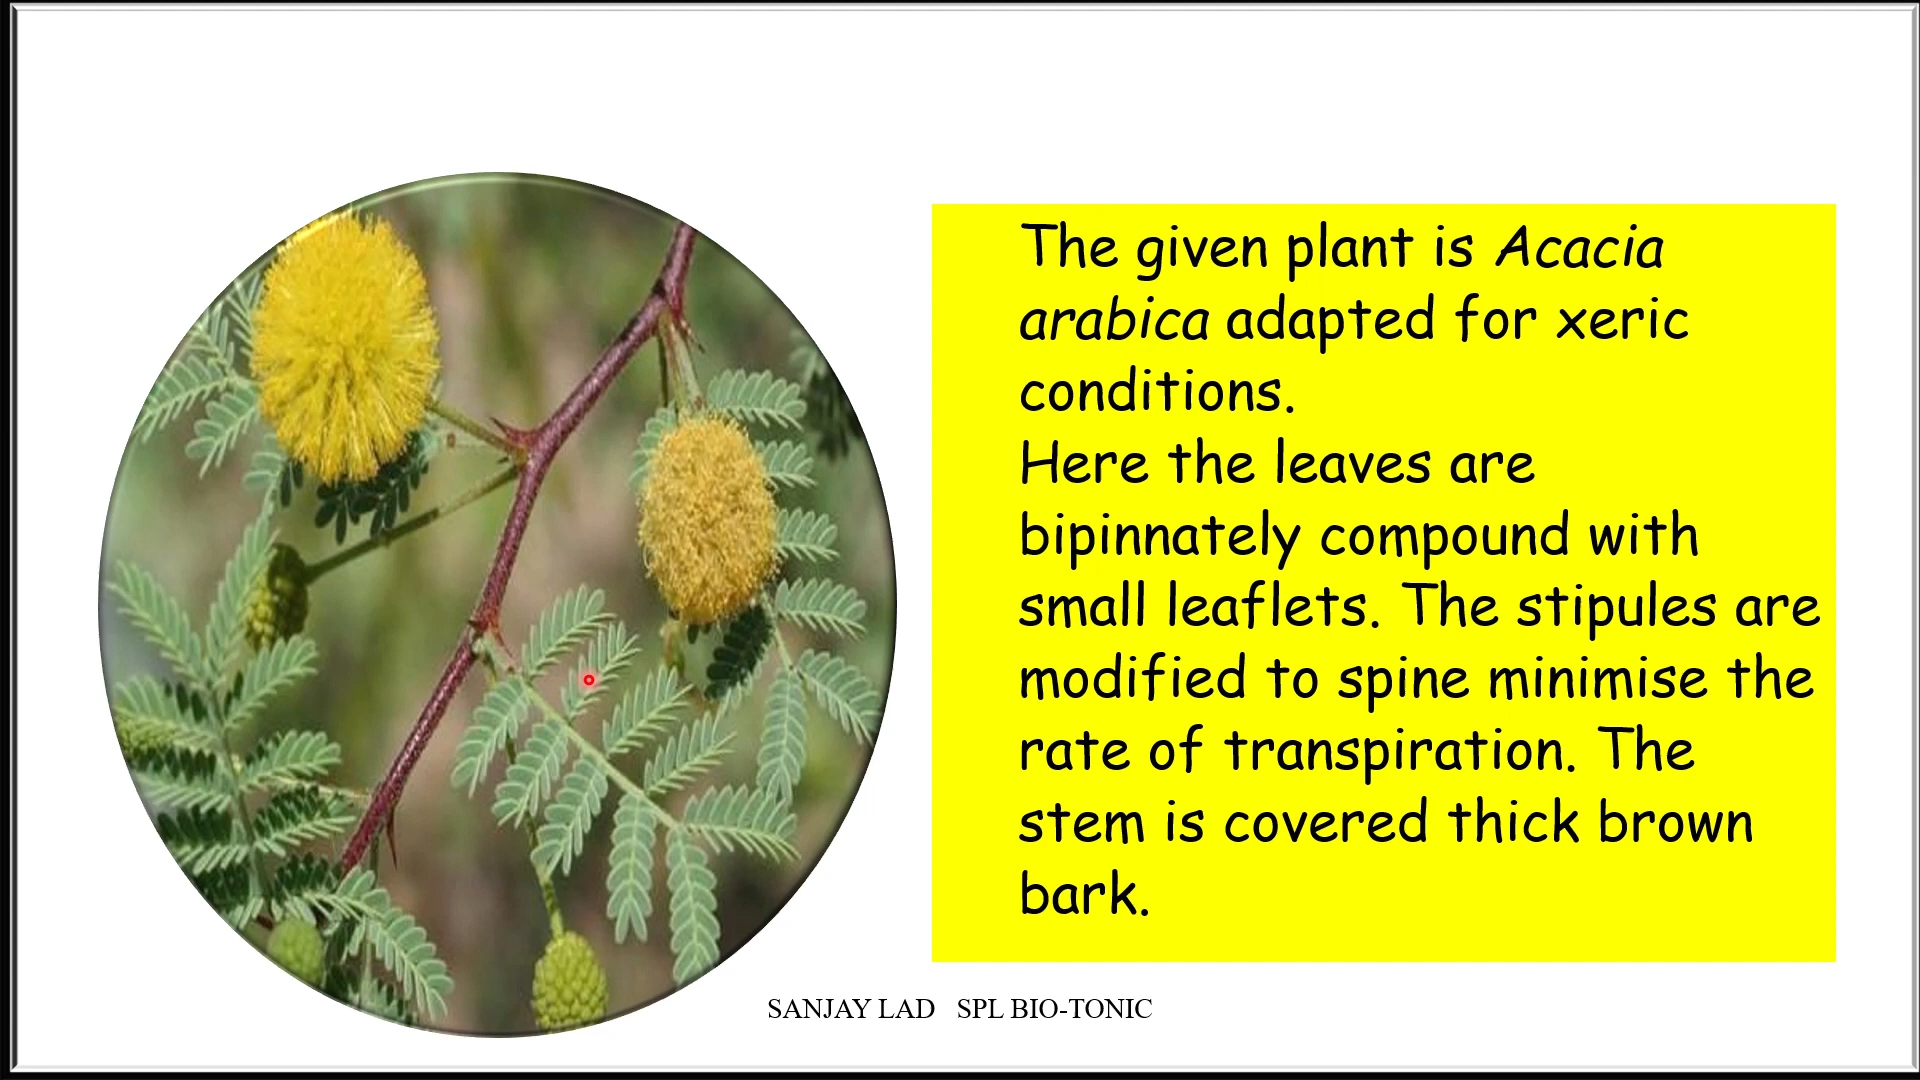 The given plant is Acacia
arabica adapted for xeric
conditions.
Here the leaves are
bipinnately compound with
small leaflets. The stipules are
modified to spine minimise the
rate of transpiration. The
stem is covered thick brown
bark.
SANJAY LAD SPL BIO-TONIC